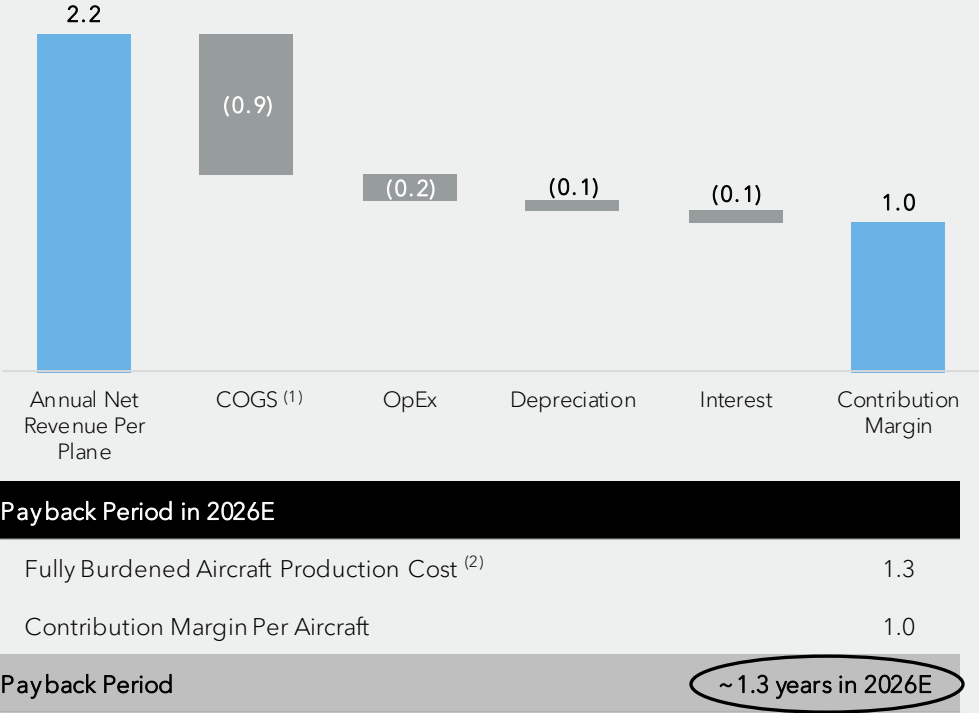 2.2
(0.9)
(0.2)
(0.1)
(0.1)
1.0
Annual Net
Revenue Per
Plane
COGS (1)
OpEx
Depreciation
Interest
Contribution
Margin
Payback Period in 2026E
Fully Burdened Aircraft Production Cost (2) 1.3
Contribution Margin Per Aircraft 1.0
Payback Period ~1.3 years in 2026E